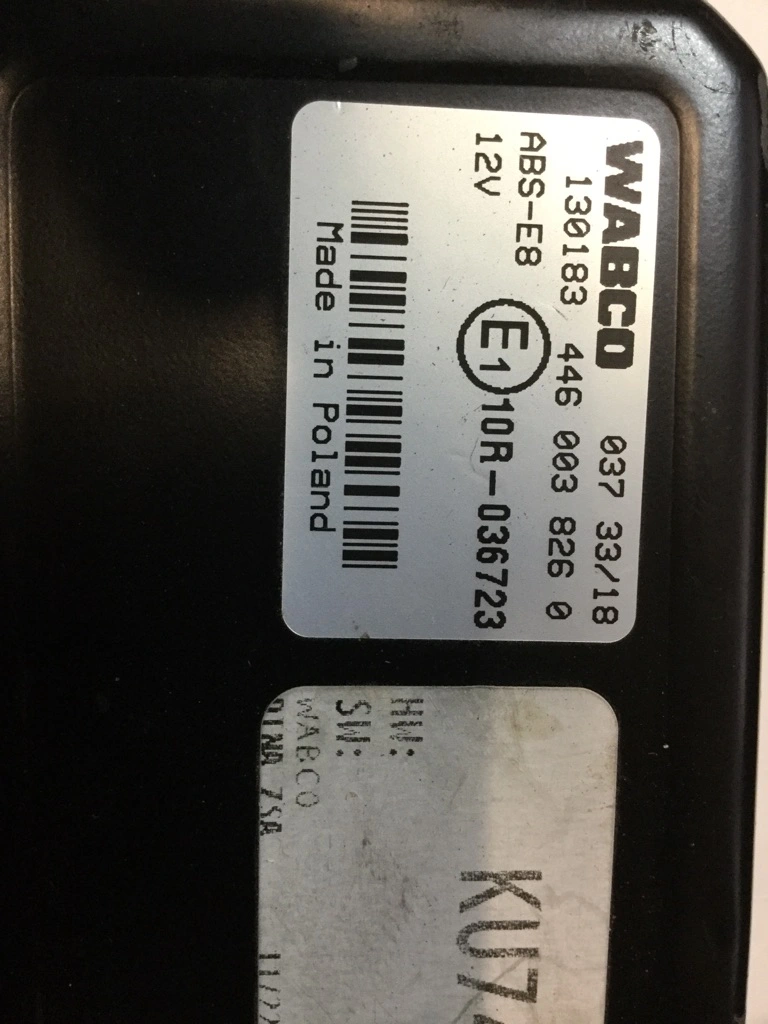 WABCO 037 33/18
130183 446 003 826 0
ABS-E8
12V E1 10R-036723
Made in Poland
KU7
HW:
SW:
WABCO